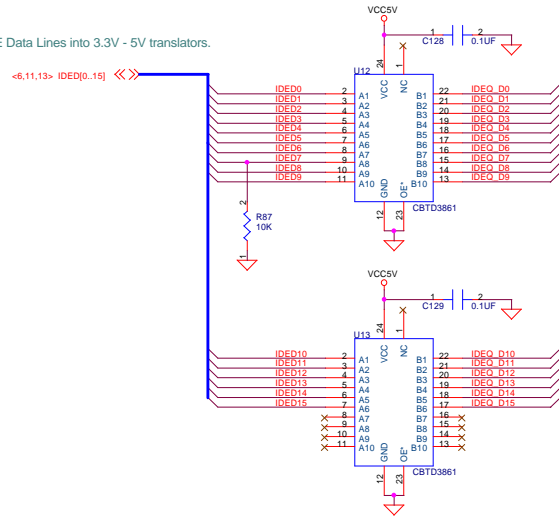 VCC5V
C128
1
2
0.1UF
E Data Lines into 3.3V - 5V translators.
<6,11,13> IDED[0..15]
U12
24
1
VCC
NC
IDED0 2 A1 B1 22 IDEQ_D0
IDED1 3 A2 B2 21 IDEQ_D1
IDED2 4 A3 B3 20 IDEQ_D2
IDED3 5 A4 B4 19 IDEQ_D3
IDED4 6 A5 B5 18 IDEQ_D4
IDED5 7 A6 B6 17 IDEQ_D5
IDED6 8 A7 B7 16 IDEQ_D6
IDED7 9 A8 B8 15 IDEQ_D7
IDED8 10 A9 B9 14 IDEQ_D8
IDED9 11 A10 B10 13 IDEQ_D9
GND
OE*
12
23
CBTD3861
2
R87
10K
1
VCC5V
C129
1
2
0.1UF
U13
24
1
VCC
NC
IDED10 2 A1 B1 22 IDEQ_D10
IDED11 3 A2 B2 21 IDEQ_D11
IDED12 4 A3 B3 20 IDEQ_D12
IDED13 5 A4 B4 19 IDEQ_D13
IDED14 6 A5 B5 18 IDEQ_D14
IDED15 7 A6 B6 17 IDEQ_D15
8 A7 B7 16
9 A8 B8 15
10 A9 B9 14
11 A10 B10 13
GND
OE*
12
23
CBTD3861